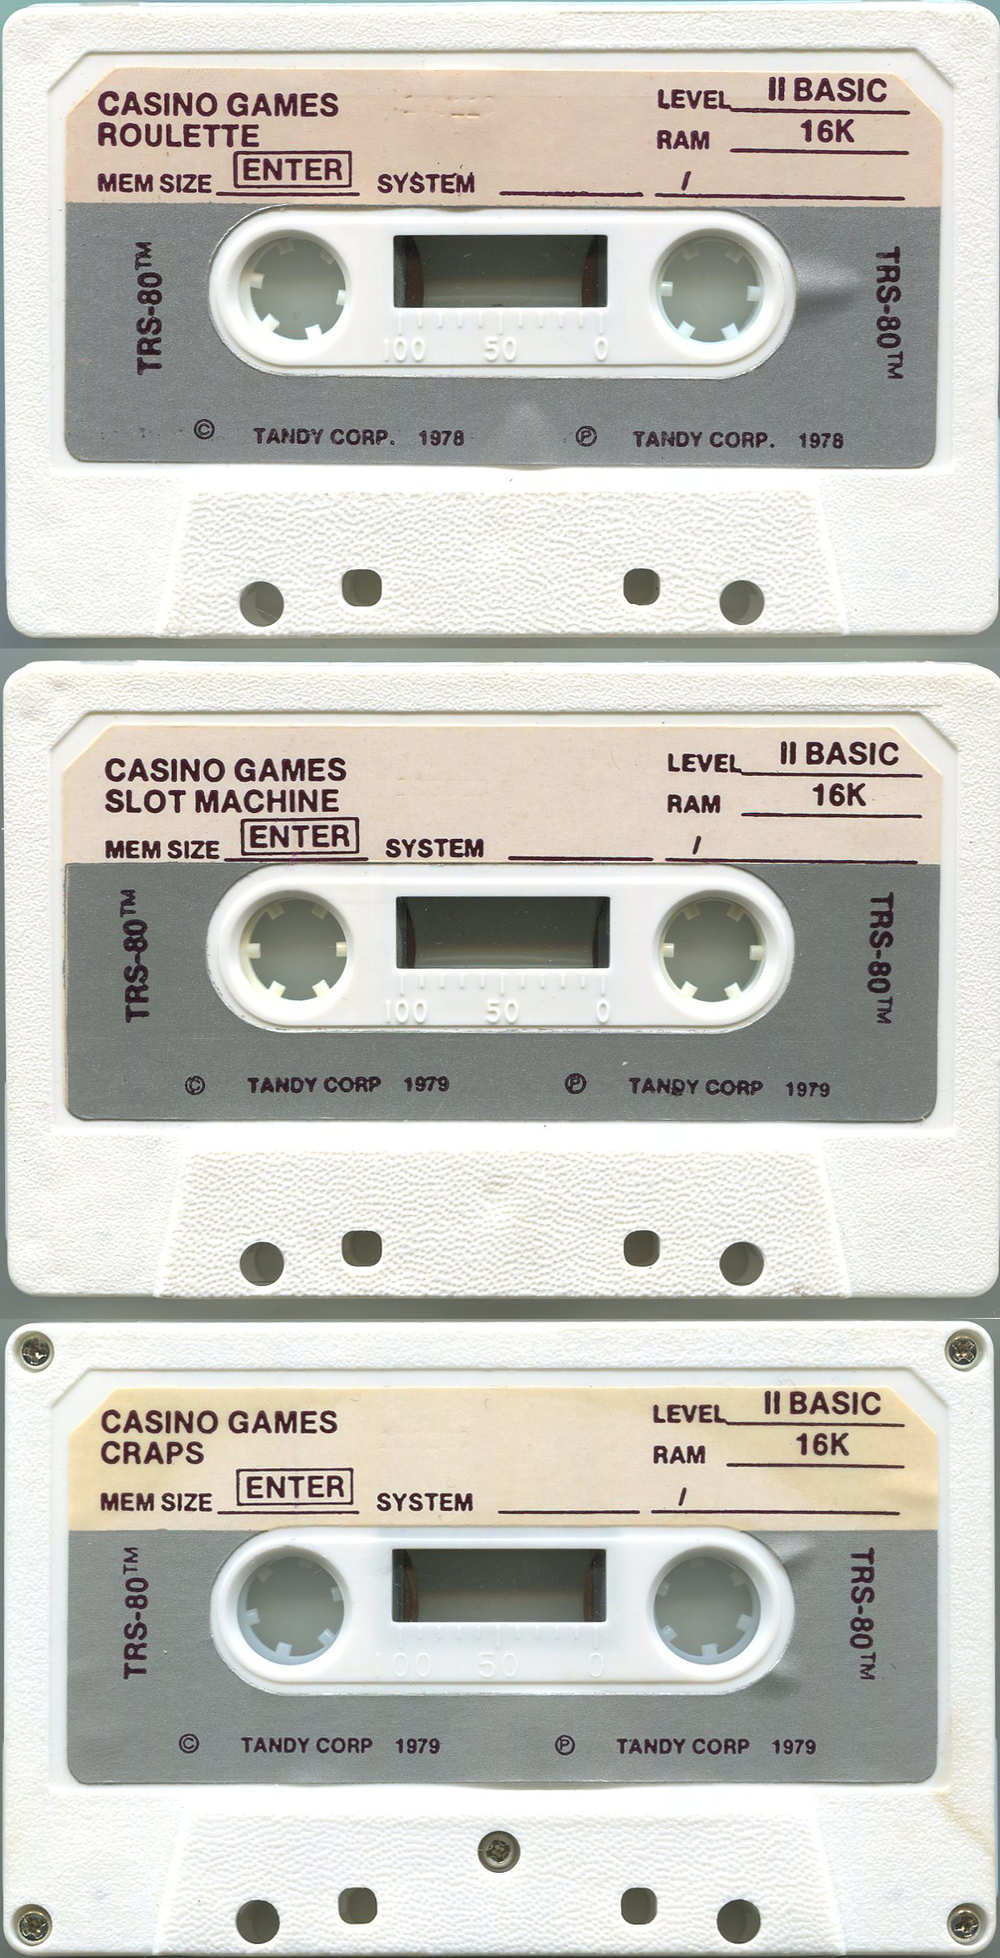 CASINO GAMES
ROULETTE
LEVEL II BASIC
RAM 16K
MEM SIZE ENTER SYSTEM /
TRS-80™
TRS-80™
100 50 0
© TANDY CORP. 1978 ℗ TANDY CORP. 1978
CASINO GAMES
SLOT MACHINE
LEVEL II BASIC
RAM 16K
MEM SIZE ENTER SYSTEM /
TRS-80™
TRS-80™
100 50 0
© TANDY CORP 1979 ℗ TANDY CORP 1979
CASINO GAMES
CRAPS
LEVEL II BASIC
RAM 16K
MEM SIZE ENTER SYSTEM /
TRS-80™
TRS-80™
100 50 0
© TANDY CORP 1979 ℗ TANDY CORP 1979